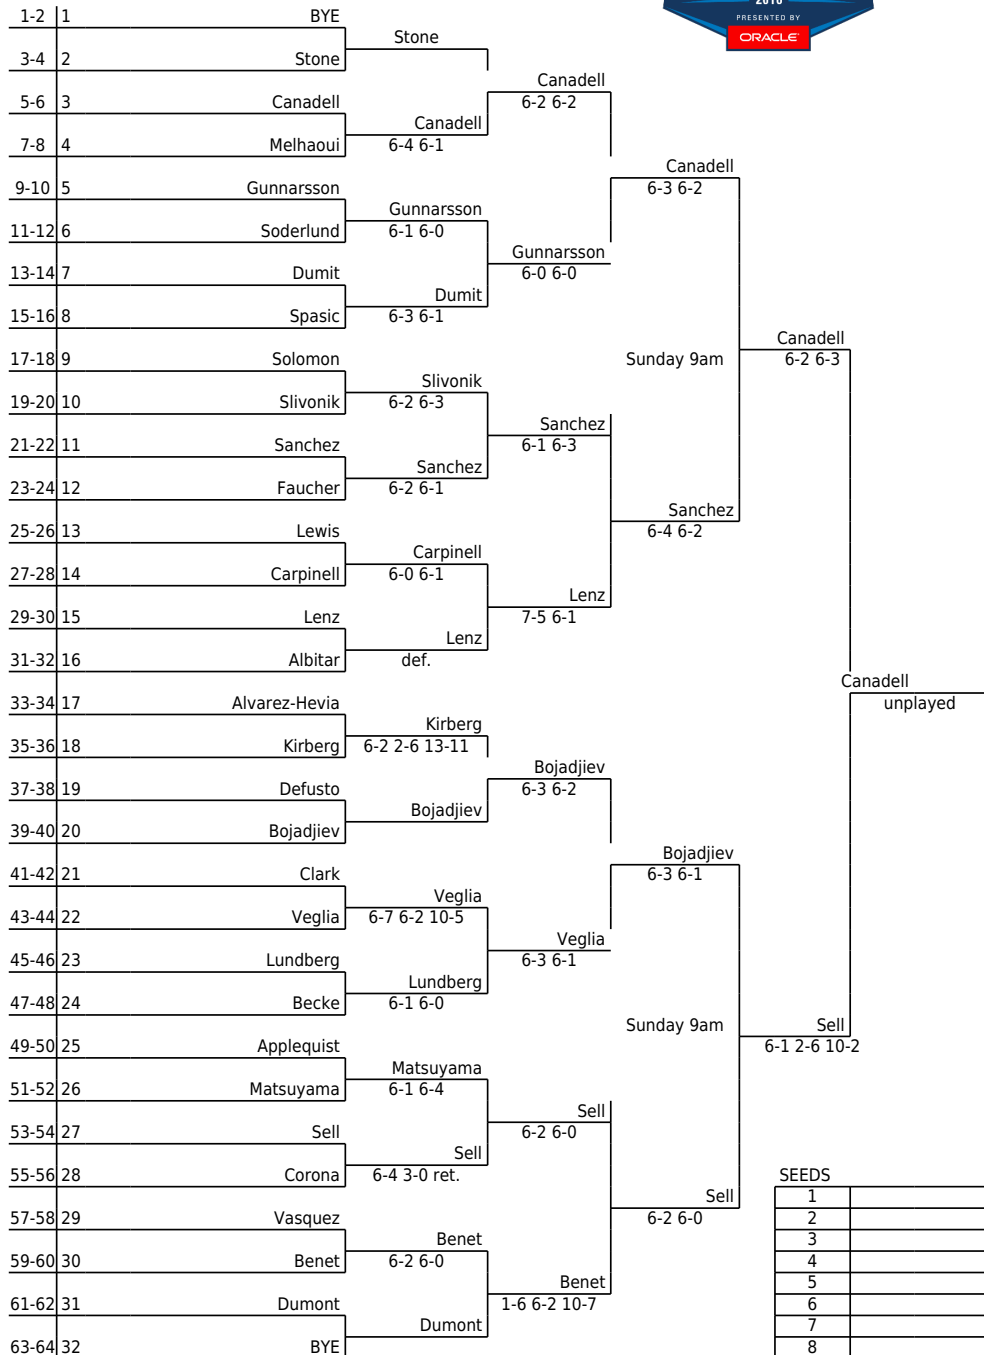 2016
PRESENTED BY
ORACLE
1-2 1 BYE
Stone
3-4 2 Stone
Canadell
6-2 6-2
5-6 3 Canadell
Canadell
6-4 6-1
7-8 4 Melhaoui
Canadell
6-3 6-2
9-10 5 Gunnarsson
Gunnarsson
6-1 6-0
11-12 6 Soderlund
Gunnarsson
6-0 6-0
13-14 7 Dumit
Dumit
6-3 6-1
15-16 8 Spasic
Canadell
6-2 6-3
17-18 9 Solomon
Sunday 9am
Slivonik
6-2 6-3
19-20 10 Slivonik
Sanchez
6-1 6-3
21-22 11 Sanchez
Sanchez
6-2 6-1
23-24 12 Faucher
Sanchez
6-4 6-2
25-26 13 Lewis
Carpinell
6-0 6-1
27-28 14 Carpinell
Lenz
7-5 6-1
29-30 15 Lenz
Lenz
def.
31-32 16 Albitar
Canadell
unplayed
33-34 17 Alvarez-Hevia
Kirberg
6-2 2-6 13-11
35-36 18 Kirberg
Bojadjiev
6-3 6-2
37-38 19 Defusto
Bojadjiev
39-40 20 Bojadjiev
Bojadjiev
6-3 6-1
41-42 21 Clark
Veglia
6-7 6-2 10-5
43-44 22 Veglia
Veglia
6-3 6-1
45-46 23 Lundberg
Lundberg
6-1 6-0
47-48 24 Becke
Sunday 9am
Sell
6-1 2-6 10-2
49-50 25 Applequist
Matsuyama
6-1 6-4
51-52 26 Matsuyama
Sell
6-2 6-0
53-54 27 Sell
Sell
6-4 3-0 ret.
55-56 28 Corona
Sell
6-2 6-0
57-58 29 Vasquez
Benet
6-2 6-0
59-60 30 Benet
Benet
1-6 6-2 10-7
61-62 31 Dumont
Dumont
63-64 32 BYE
SEEDS
1
2
3
4
5
6
7
8